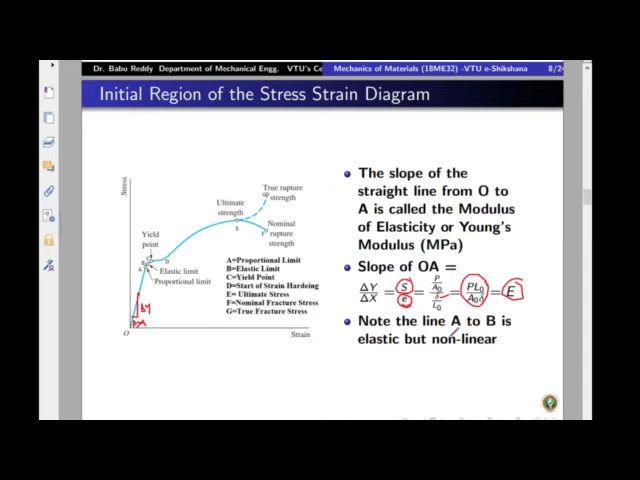 Dr. Babu Reddy Department of Mechanical Engg. VTU's Ce
Mechanics of Materials (18ME32) -VTU e-Shikshana 8/24
Initial Region of the Stress Strain Diagram
Stress
True rupture
strength
Ultimate
strength
G
E
F
Nominal
rupture
strength
Yield
point
C
B
D
A
Elastic limit
Proportional limit
A=Proportional Limit
B=Elastic Limit
C=Yield Point
D=Start of Strain Hardeing
E= Ultimate Stress
F=Nominal Fracture Stress
G=True Fracture Stress
ΔY
ΔX
O
Strain
The slope of the
straight line from O to
A is called the Modulus
of Elasticity or Young's
Modulus (MPa)
Slope of OA =
ΔY/ΔX = S/e = (P/A₀)/(δ/L₀) = PL₀/A₀δ = E
Note the line A to B is
elastic but non-linear